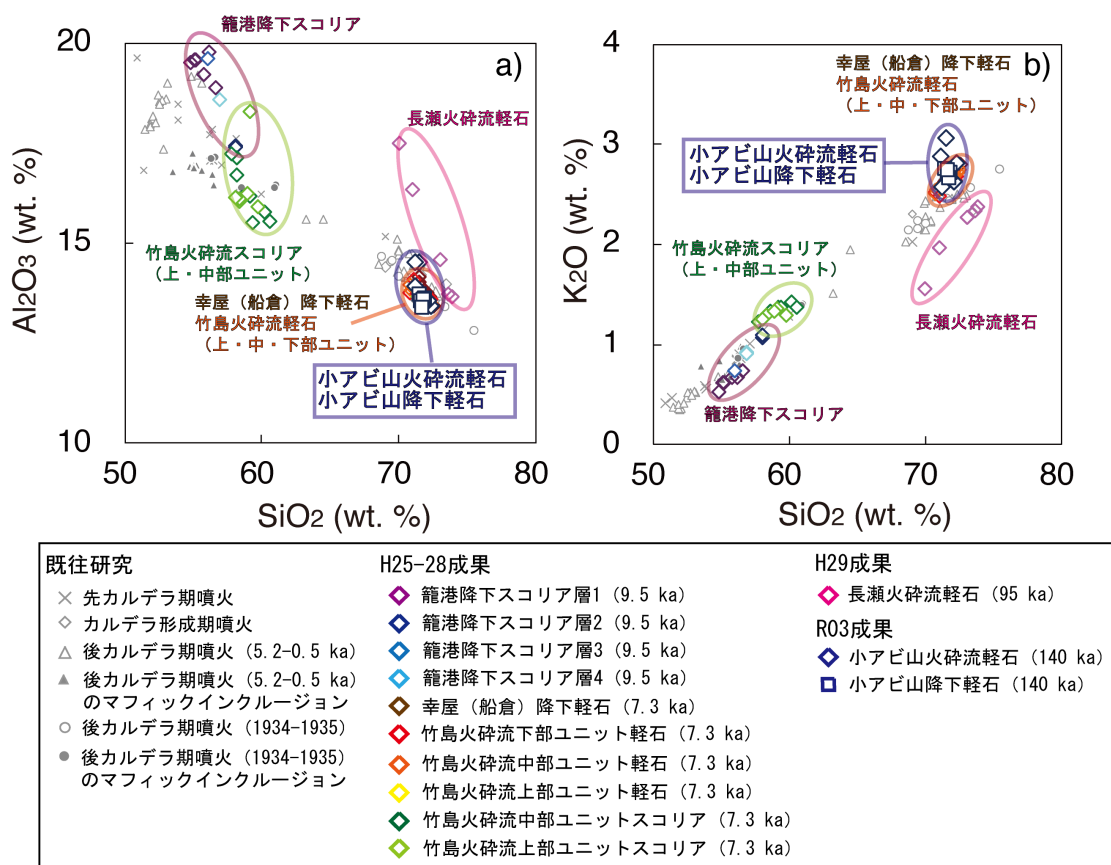 a)
籠港降下スコリア
長瀬火砕流軽石
竹島火砕流スコリア
（上・中部ユニット）
幸屋（船倉）降下軽石
竹島火砕流軽石
（上・中・下部ユニット）
小アビ山火砕流軽石
小アビ山降下軽石
20
15
10
Al2O3 (wt. %)
50
60
70
80
SiO2 (wt. %)
b)
幸屋（船倉）降下軽石
竹島火砕流軽石
（上・中・下部ユニット）
小アビ山火砕流軽石
小アビ山降下軽石
竹島火砕流スコリア
（上・中部ユニット）
長瀬火砕流軽石
籠港降下スコリア
4
3
2
1
0
K2O (wt. %)
50
60
70
80
SiO2 (wt. %)
既往研究
先カルデラ期噴火
カルデラ形成期噴火
後カルデラ期噴火 (5.2-0.5 ka)
後カルデラ期噴火 (5.2-0.5 ka)
のマフィックインクルージョン
後カルデラ期噴火 (1934-1935)
後カルデラ期噴火 (1934-1935)
のマフィックインクルージョン
H25-28成果
籠港降下スコリア層1 (9.5 ka)
籠港降下スコリア層2 (9.5 ka)
籠港降下スコリア層3 (9.5 ka)
籠港降下スコリア層4 (9.5 ka)
幸屋（船倉）降下軽石 (7.3 ka)
竹島火砕流下部ユニット軽石 (7.3 ka)
竹島火砕流中部ユニット軽石 (7.3 ka)
竹島火砕流上部ユニット軽石 (7.3 ka)
竹島火砕流中部ユニットスコリア (7.3 ka)
竹島火砕流上部ユニットスコリア (7.3 ka)
H29成果
長瀬火砕流軽石 (95 ka)
R03成果
小アビ山火砕流軽石 (140 ka)
小アビ山降下軽石 (140 ka)